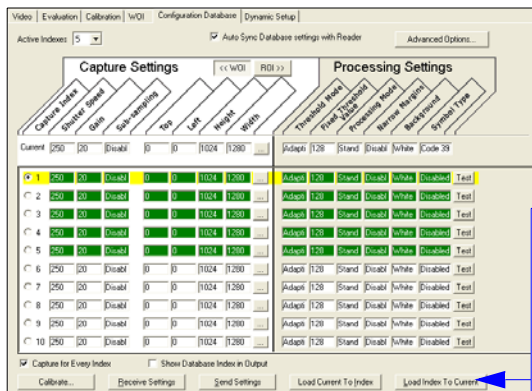 Video Evaluation Calibration WOI Configuration Database Dynamic Setup
Active Indexes 5 Auto Sync Database settings with Reader Advanced Options...
Capture Settings << WOI ROI >> Processing Settings
Capture Index Shutter Speed Gain Sub-sampling Top Left Height Width Threshold Mode Fixed Threshold Value Processing Mode Narrow Margins Background Symbol Type
Current 250 20 Disabl 0 0 1024 1280 ... Adapti 128 Stand Disabl White Code 39
1 250 20 Disabl 0 0 1024 1280 ... Adapti 128 Stand Disabl White Disabled Test
2 250 20 Disabl 0 0 1024 1280 ... Adapti 128 Stand Disabl White Disabled Test
3 250 20 Disabl 0 0 1024 1280 ... Adapti 128 Stand Disabl White Disabled Test
4 250 20 Disabl 0 0 1024 1280 ... Adapti 128 Stand Disabl White Disabled Test
5 250 20 Disabl 0 0 1024 1280 ... Adapti 128 Stand Disabl White Disabled Test
6 250 20 Disabl 0 0 1024 1280 ... Adapti 128 Stand Disabl White Disabled Test
7 250 20 Disabl 0 0 1024 1280 ... Adapti 128 Stand Disabl White Disabled Test
8 250 20 Disabl 0 0 1024 1280 ... Adapti 128 Stand Disabl White Disabled Test
9 250 20 Disabl 0 0 1024 1280 ... Adapti 128 Stand Disabl White Disabled Test
10 250 20 Disabl 0 0 1024 1280 ... Adapti 128 Stand Disabl White Disabled Test
Capture for Every Index Show Database Index in Output
Calibrate... Receive Settings Send Settings Load Current To Index Load Index To Current